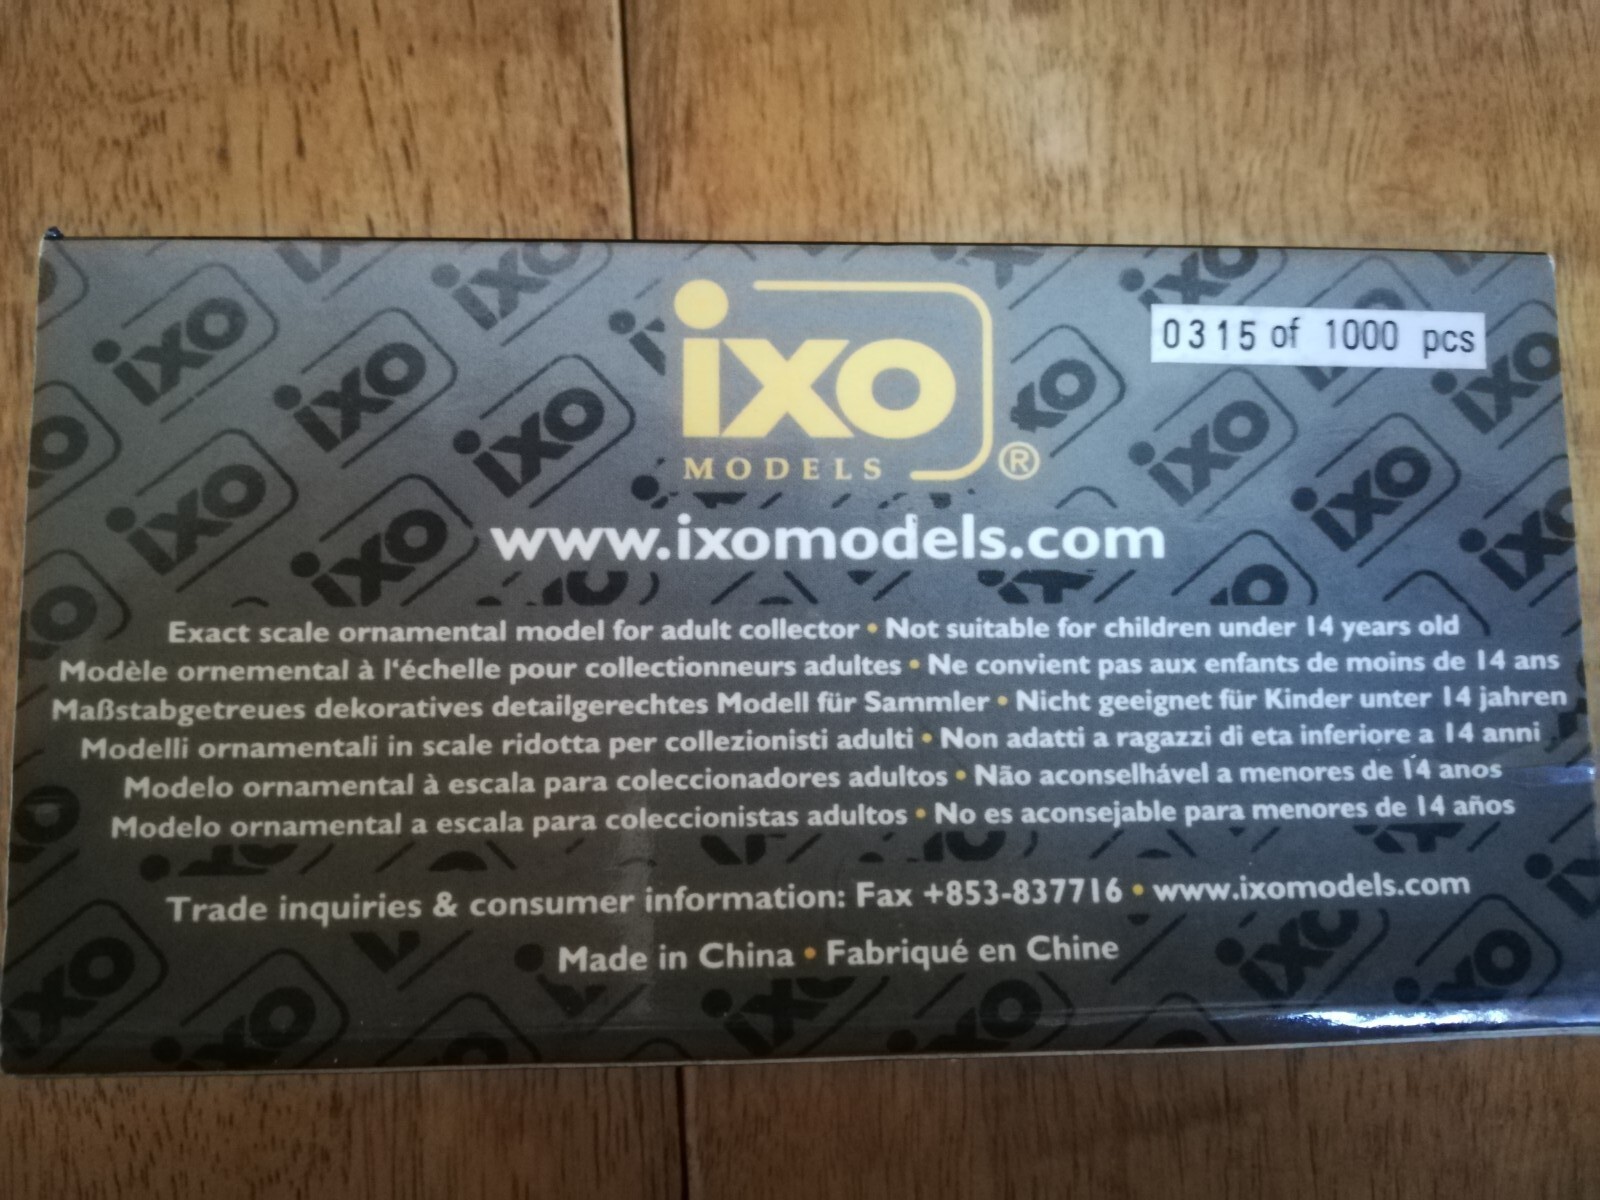 ixo
MODELS ®
0315 of 1000 pcs
www.ixomodels.com
Exact scale ornamental model for adult collector • Not suitable for children under 14 years old
Modèle ornemental à l'échelle pour collectionneurs adultes • Ne convient pas aux enfants de moins de 14 ans
Maßstabgetreues dekoratives detailgerechtes Modell für Sammler • Nicht geeignet für Kinder unter 14 jahren
Modelli ornamentali in scale ridotta per collezionisti adulti • Non adatti a ragazzi di eta inferiore a 14 anni
Modelo ornamental à escala para coleccionadores adultos • Não aconselhável a menores de 14 anos
Modelo ornamental a escala para coleccionistas adultos • No es aconsejable para menores de 14 años
Trade inquiries & consumer information: Fax +853-837716 • www.ixomodels.com
Made in China • Fabriqué en Chine